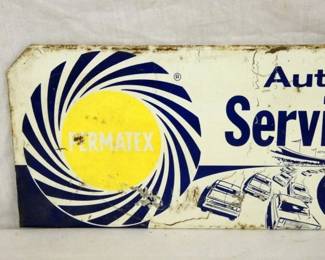 PERMATEX
®
Aut
Servi